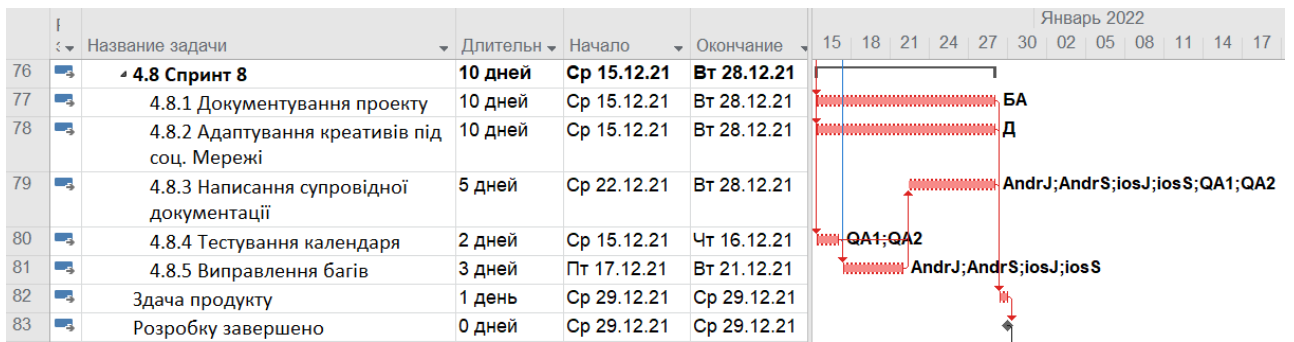 Январь 2022
Название задачи Длительн Начало Окончание 15 18 21 24 27 30 02 05 08 11 14 17
76 4.8 Спринт 8 10 дней Ср 15.12.21 Вт 28.12.21
77 4.8.1 Документування проекту 10 дней Ср 15.12.21 Вт 28.12.21 БА
78 4.8.2 Адаптування креативів під 10 дней Ср 15.12.21 Вт 28.12.21 Д
соц. Мережі
79 4.8.3 Написання супровідної 5 дней Ср 22.12.21 Вт 28.12.21 AndrJ;AndrS;iosJ;iosS;QA1;QA2
документації
80 4.8.4 Тестування календаря 2 дней Ср 15.12.21 Чт 16.12.21 QA1;QA2
81 4.8.5 Виправлення багів 3 дней Пт 17.12.21 Вт 21.12.21 AndrJ;AndrS;iosJ;iosS
82 Здача продукту 1 день Ср 29.12.21 Ср 29.12.21
83 Розробку завершено 0 дней Ср 29.12.21 Ср 29.12.21